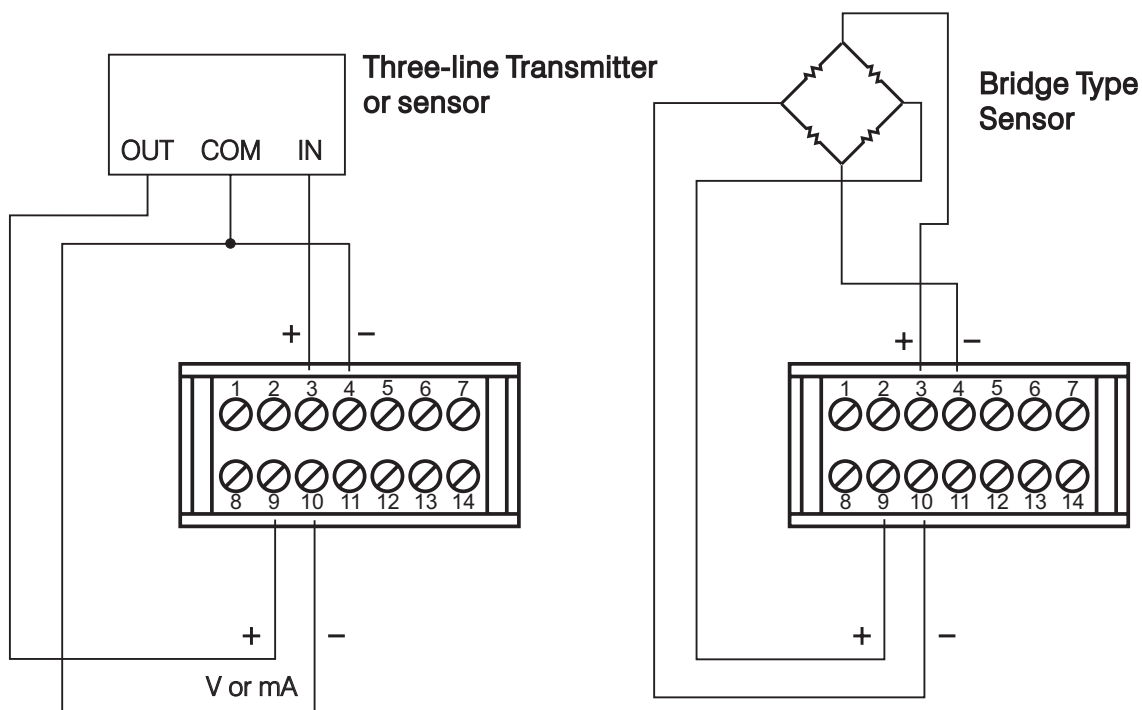 Three-line Transmitter
or sensor
OUT COM IN
+ −
1 2 3 4 5 6 7
8 9 10 11 12 13 14
+ −
V or mA
Bridge Type
Sensor
+ −
1 2 3 4 5 6 7
8 9 10 11 12 13 14
+ −